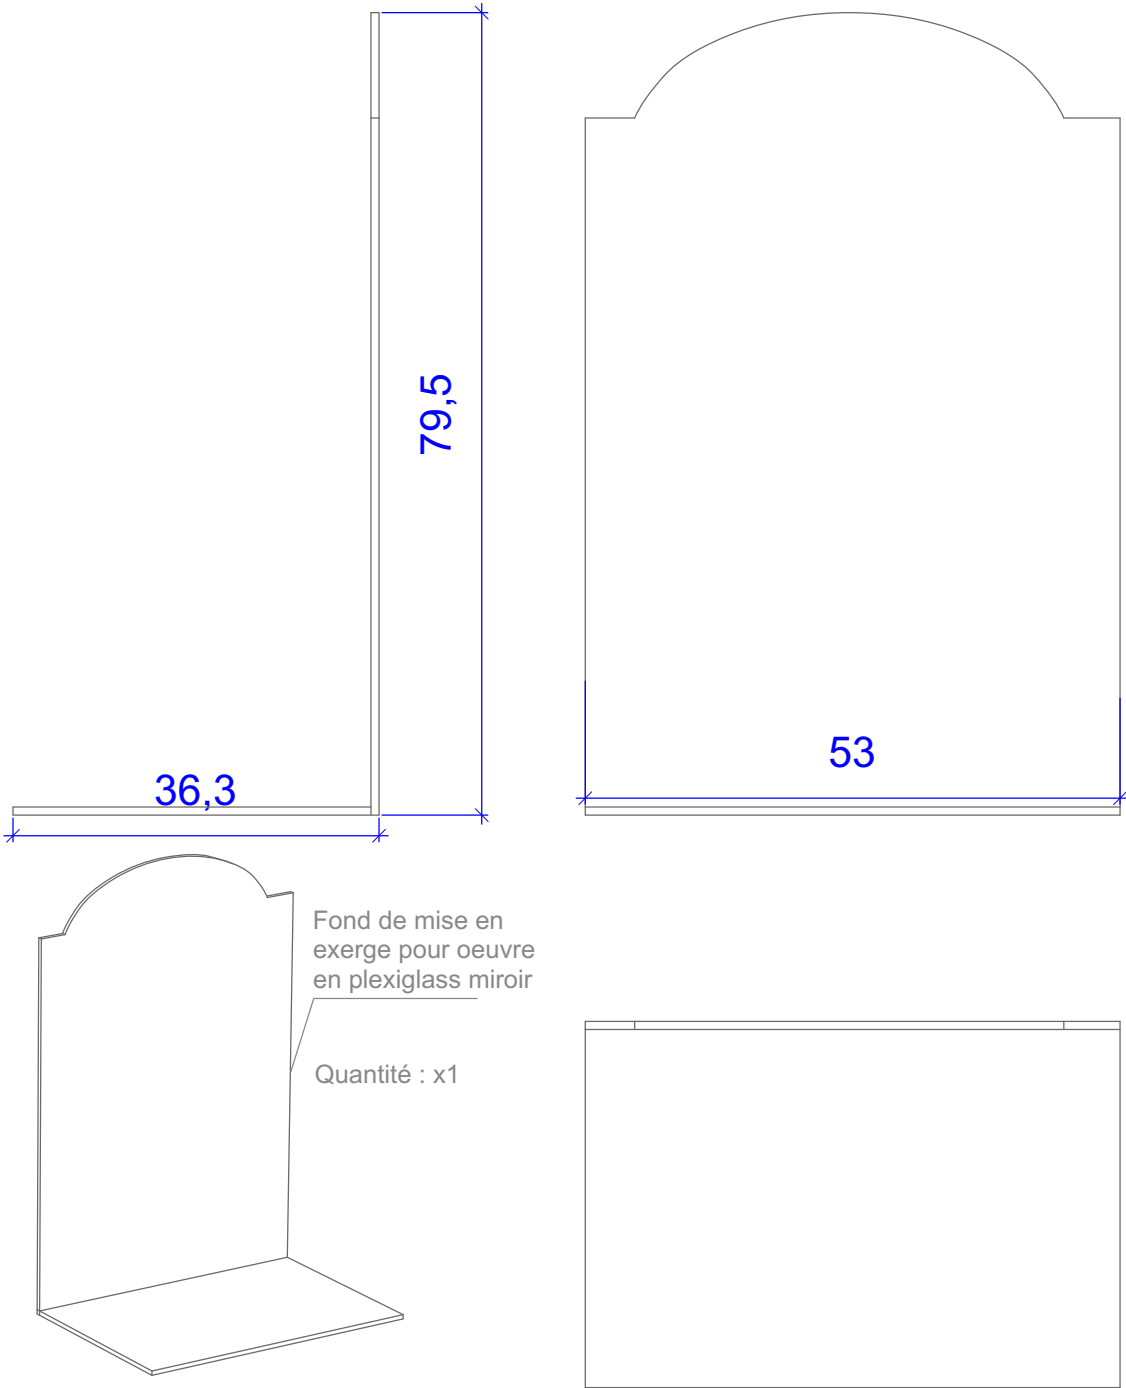 79,5
53
36,3
Fond de mise en
exerge pour oeuvre
en plexiglass miroir
Quantité : x1